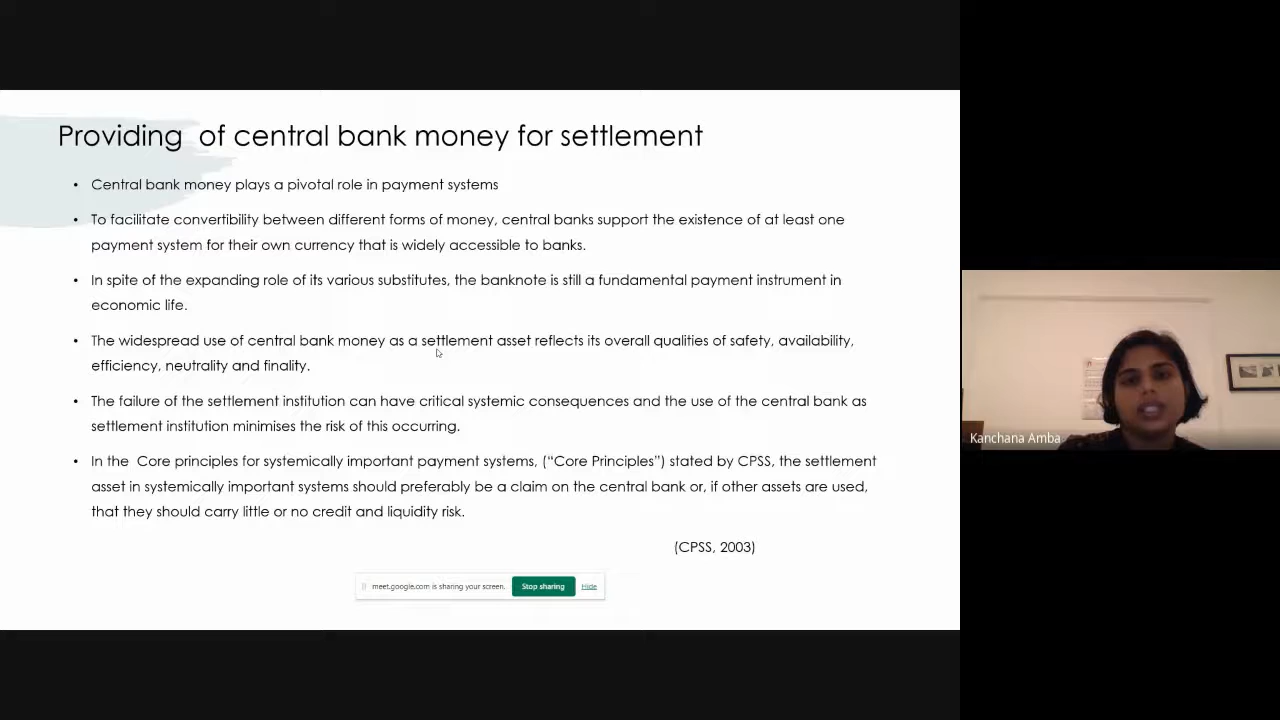 Providing of central bank money for settlement
• Central bank money plays a pivotal role in payment systems
• To facilitate convertibility between different forms of money, central banks support the existence of at least one
payment system for their own currency that is widely accessible to banks.
• In spite of the expanding role of its various substitutes, the banknote is still a fundamental payment instrument in
economic life.
• The widespread use of central bank money as a settlement asset reflects its overall qualities of safety, availability,
efficiency, neutrality and finality.
• The failure of the settlement institution can have critical systemic consequences and the use of the central bank as
settlement institution minimises the risk of this occurring.
• In the Core principles for systemically important payment systems, (“Core Principles”) stated by CPSS, the settlement
asset in systemically important systems should preferably be a claim on the central bank or, if other assets are used,
that they should carry little or no credit and liquidity risk.
(CPSS, 2003)
meet.google.com is sharing your screen. Stop sharing Hide
Kanchana Amba